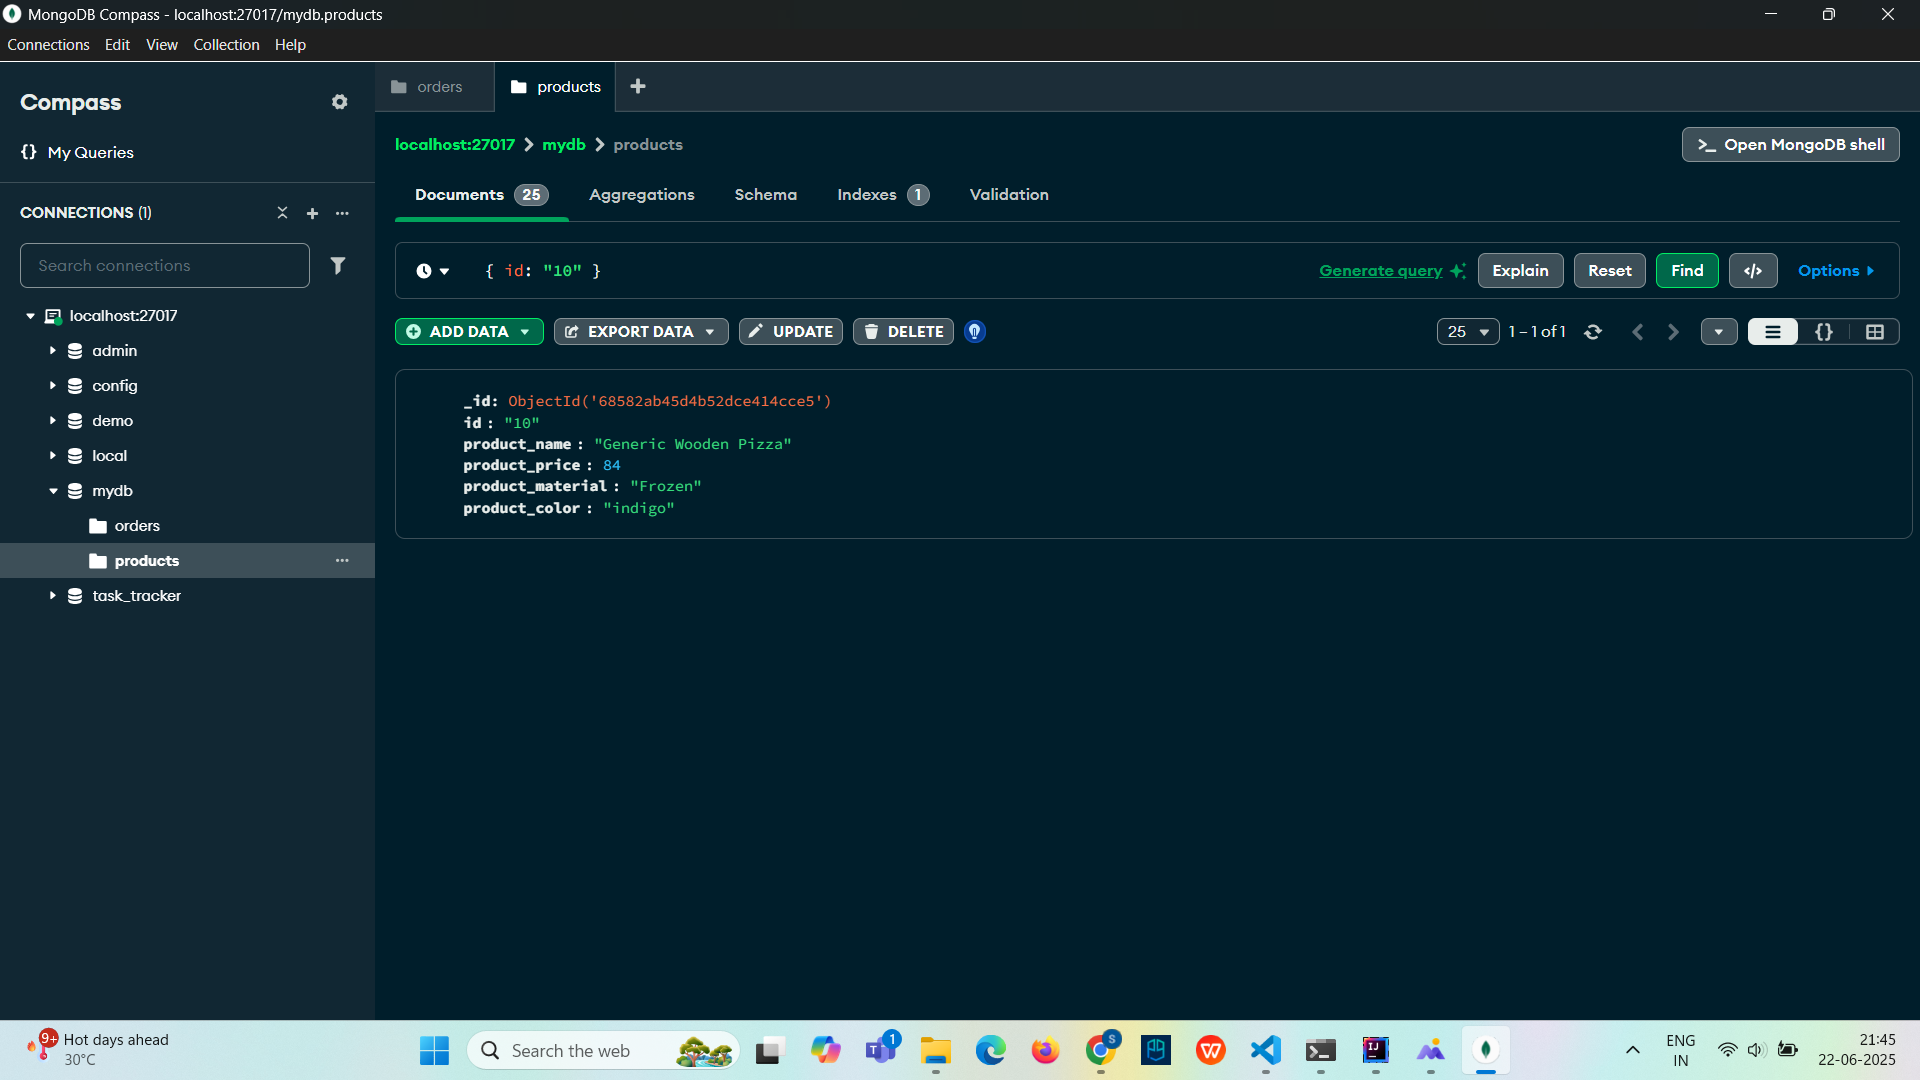 MongoDB Compass - localhost:27017/mydb.products
Connections Edit View Collection Help
Compass
{} My Queries
CONNECTIONS (1)
Search connections
localhost:27017
admin
config
demo
local
mydb
orders
products
task_tracker
orders
products
localhost:27017 > mydb > products
>_ Open MongoDB shell
Documents 25 Aggregations Schema Indexes 1 Validation
{ id: "10" }
Generate query Explain Reset Find </> Options
ADD DATA EXPORT DATA UPDATE DELETE
25 1 – 1 of 1 {}
_id: ObjectId('68582ab45d4b52dce414cce5')
id : "10"
product_name : "Generic Wooden Pizza"
product_price : 84
product_material : "Frozen"
product_color : "indigo"
9+ Hot days ahead
30°C
Search the web
T 1
S
PG
W
IJ
ENG
IN
21:45
22-06-2025